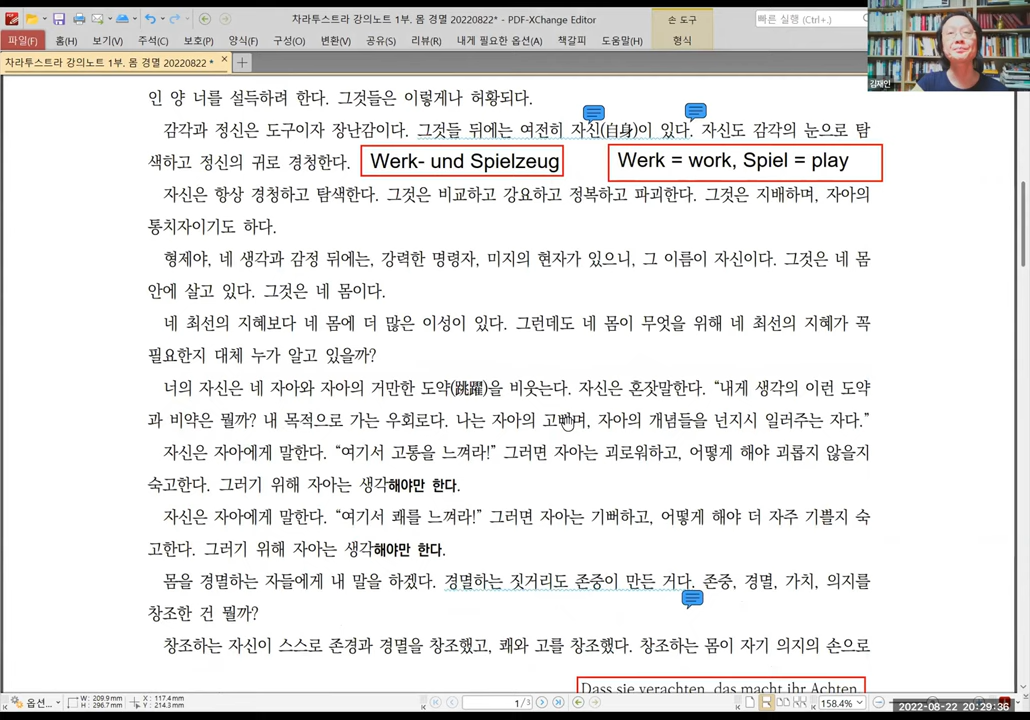 차라투스트라 강의노트 1부. 몸 경멸 20220822* - PDF-XChange Editor
손 도구
빠른 실행 (Ctrl+.)
파일(F) 홈(H) 보기(V) 주석(C) 보호(P) 양식(F) 구성(O) 변환(V) 공유(S) 리뷰(R) 내게 필요한 옵션(A) 책갈피 도움말(H) 형식
차라투스트라 강의노트 1부. 몸 경멸 20220822 *
김재인
인 양 너를 설득하려 한다. 그것들은 이렇게나 허황되다.
감각과 정신은 도구이자 장난감이다. 그것들 뒤에는 여전히 자신(自身)이 있다. 자신도 감각의 눈으로 탐
색하고 정신의 귀로 경청한다. Werk- und Spielzeug Werk = work, Spiel = play
자신은 항상 경청하고 탐색한다. 그것은 비교하고 강요하고 정복하고 파괴한다. 그것은 지배하며, 자아의
통치자이기도 하다.
형제야, 네 생각과 감정 뒤에는, 강력한 명령자, 미지의 현자가 있으니, 그 이름이 자신이다. 그것은 네 몸
안에 살고 있다. 그것은 네 몸이다.
네 최선의 지혜보다 네 몸에 더 많은 이성이 있다. 그런데도 네 몸이 무엇을 위해 네 최선의 지혜가 꼭
필요한지 대체 누가 알고 있을까?
너의 자신은 네 자아와 자아의 거만한 도약(跳躍)을 비웃는다. 자신은 혼잣말한다. “내게 생각의 이런 도약
과 비약은 뭘까? 내 목적으로 가는 우회로다. 나는 자아의 고삐며, 자아의 개념들을 넌지시 일러주는 자다.”
자신은 자아에게 말한다. “여기서 고통을 느껴라!” 그러면 자아는 괴로워하고, 어떻게 해야 괴롭지 않을지
숙고한다. 그러기 위해 자아는 생각해야만 한다.
자신은 자아에게 말한다. “여기서 쾌를 느껴라!” 그러면 자아는 기뻐하고, 어떻게 해야 더 자주 기쁠지 숙
고한다. 그러기 위해 자아는 생각해야만 한다.
몸을 경멸하는 자들에게 내 말을 하겠다. 경멸하는 짓거리도 존중이 만든 거다. 존중, 경멸, 가치, 의지를
창조한 건 뭘까?
창조하는 자신이 스스로 존경과 경멸을 창조했고, 쾌와 고를 창조했다. 창조하는 몸이 자기 의지의 손으로
Dass sie verachten, das macht ihr Achten.
옵션...
W: 209.9 mm
H: 296.7 mm
X: 117.4 mm
Y: 214.3 mm
1 / 3
158.4%
2022-08-22 20:29:36